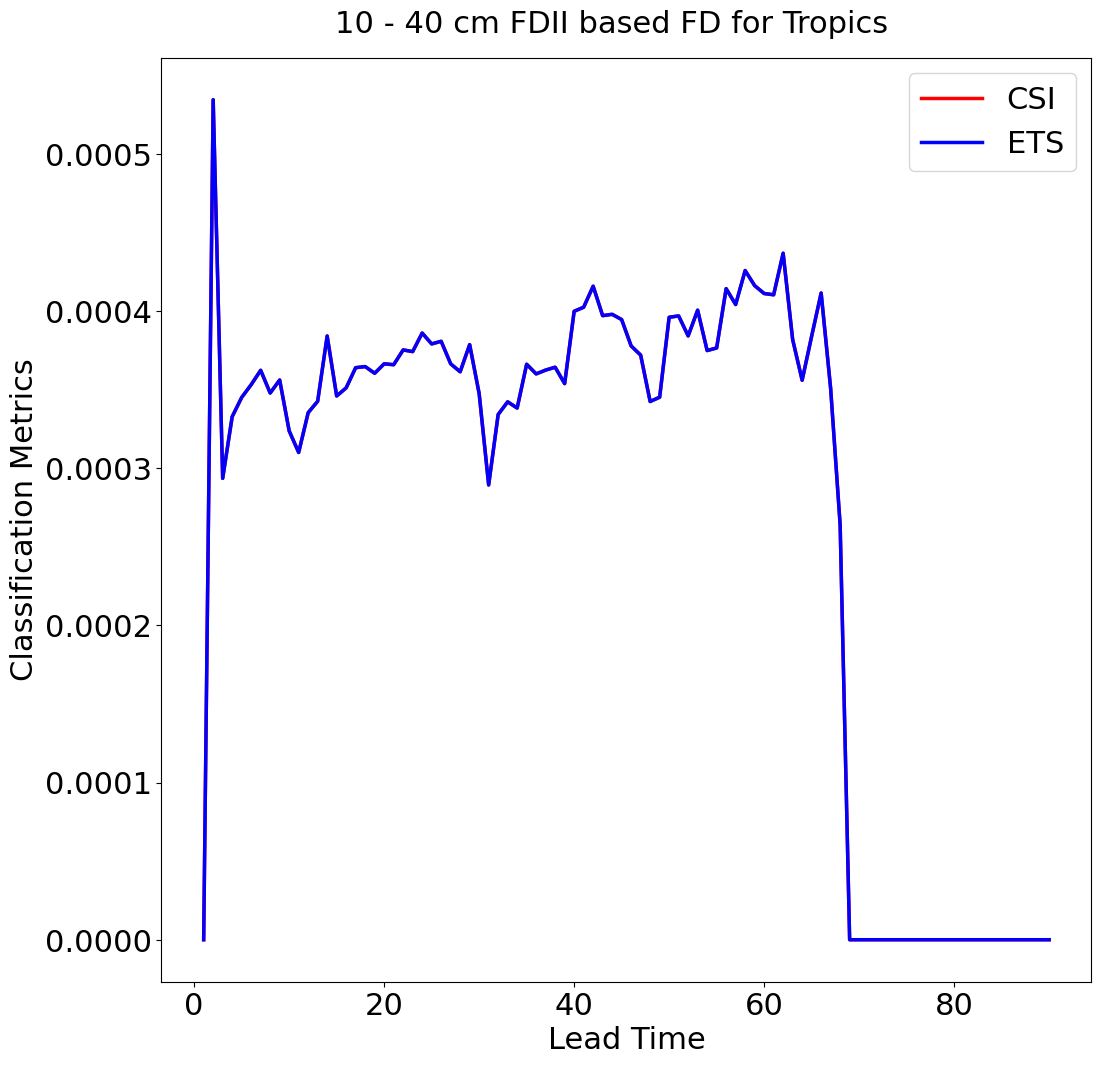 10 - 40 cm FDII based FD for Tropics
CSI
ETS
Classification Metrics
0.0005
0.0004
0.0003
0.0002
0.0001
0.0000
0
20
40
60
80
Lead Time